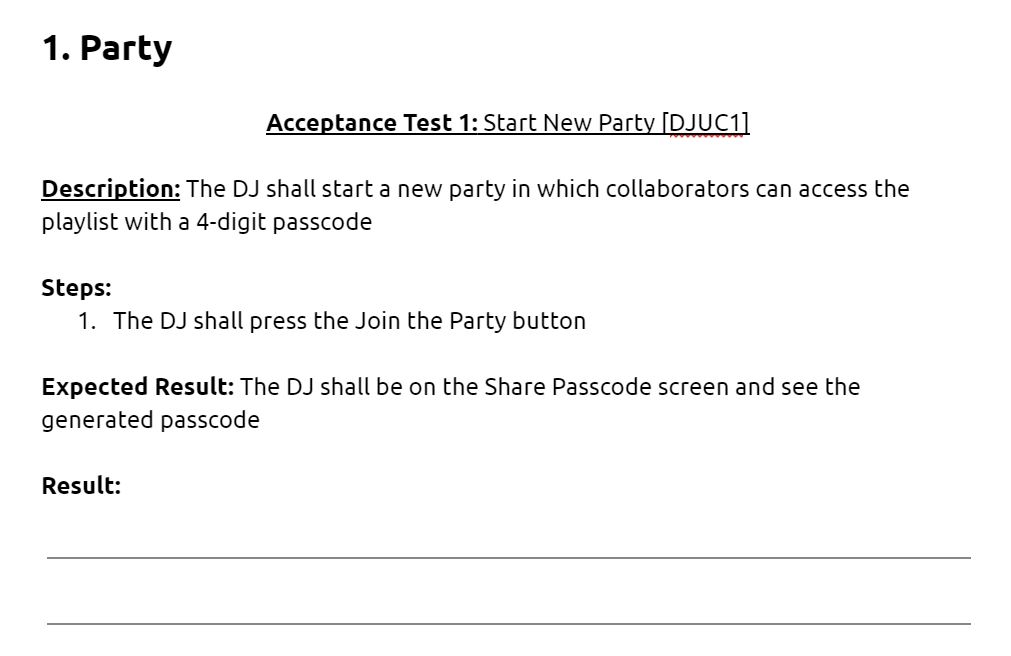 1. Party
Acceptance Test 1: Start New Party [DJUC1]
Description: The DJ shall start a new party in which collaborators can access the
playlist with a 4-digit passcode
Steps:
1. The DJ shall press the Join the Party button
Expected Result: The DJ shall be on the Share Passcode screen and see the
generated passcode
Result: